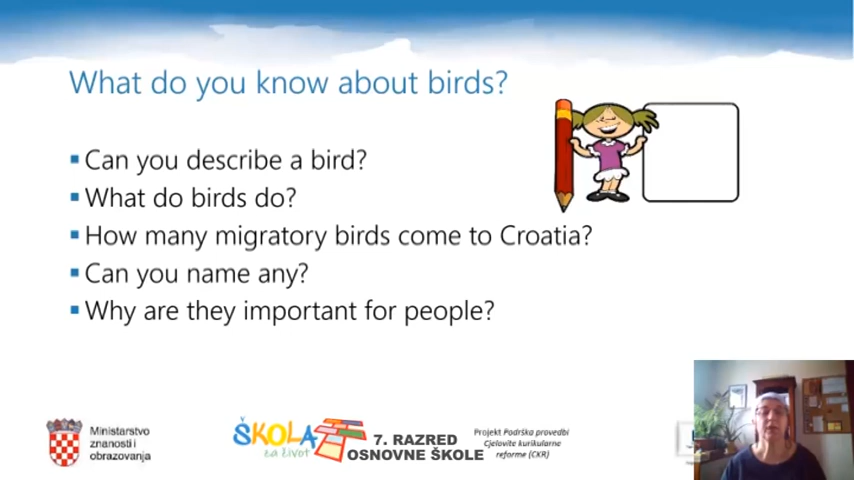 What do you know about birds?
Can you describe a bird?
What do birds do?
How many migratory birds come to Croatia?
Can you name any?
Why are they important for people?
Ministarstvo
znanosti i
obrazovanja
ŠKOLA
za život
7. RAZRED
OSNOVNE ŠKOLE
Projekt Podrška provedbi
Cjelovite kurikularne
reforme (CKR)